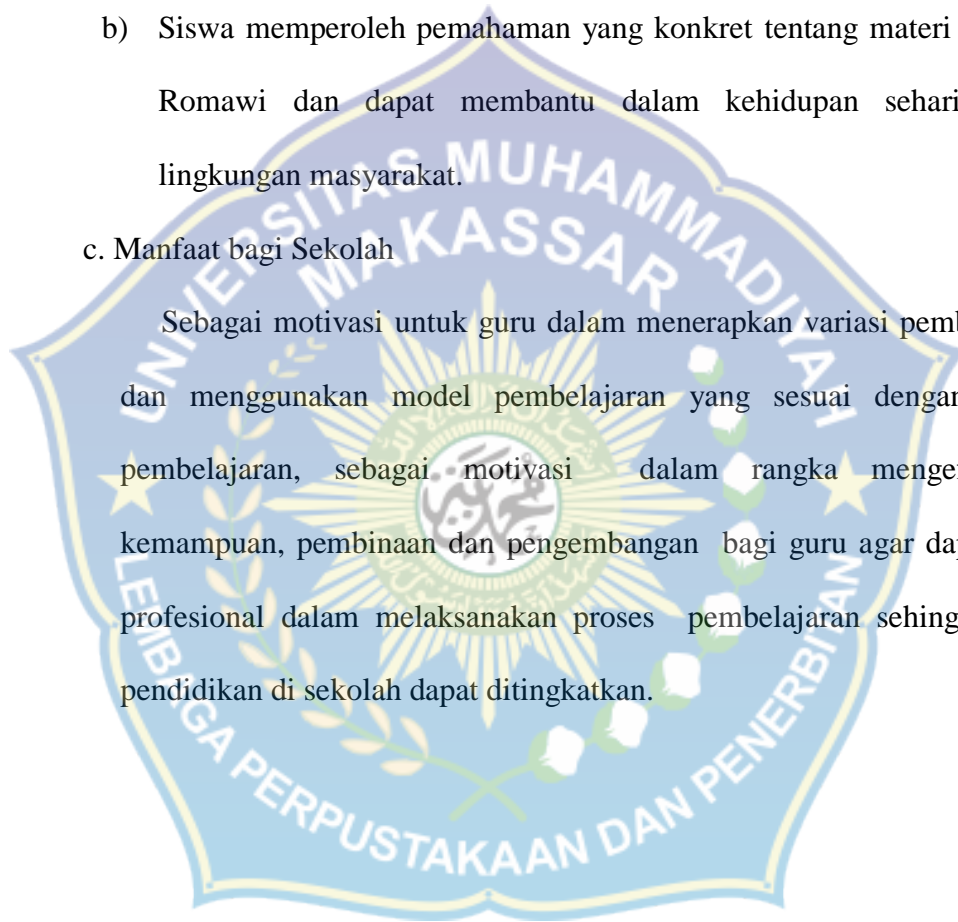 b) Siswa memperoleh pemahaman yang konkret tentang materi
Romawi dan dapat membantu dalam kehidupan sehari
lingkungan masyarakat.
c. Manfaat bagi Sekolah
Sebagai motivasi untuk guru dalam menerapkan variasi pemb
dan menggunakan model pembelajaran yang sesuai dengan
pembelajaran, sebagai motivasi dalam rangka menge
kemampuan, pembinaan dan pengembangan bagi guru agar dap
profesional dalam melaksanakan proses pembelajaran sehing
pendidikan di sekolah dapat ditingkatkan.
UNIVERSITAS MUHAMMADIYAH
MAKASSAR
LEMBAGA PERPUSTAKAAN DAN PENERBITAN